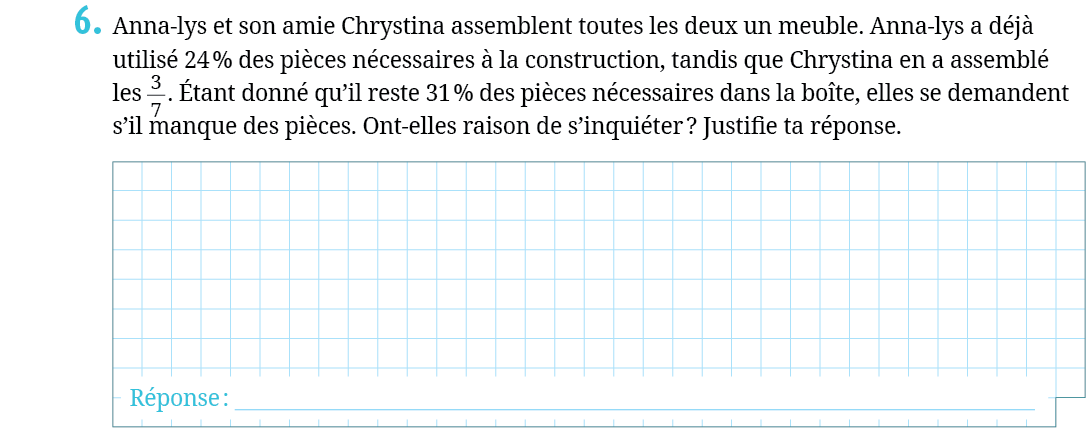 6. Anna-lys et son amie Chrystina assemblent toutes les deux un meuble. Anna-lys a déjà
utilisé 24 % des pièces nécessaires à la construction, tandis que Chrystina en a assemblé
les 3/7. Étant donné qu’il reste 31 % des pièces nécessaires dans la boîte, elles se demandent
s’il manque des pièces. Ont-elles raison de s’inquiéter ? Justifie ta réponse.
Réponse :